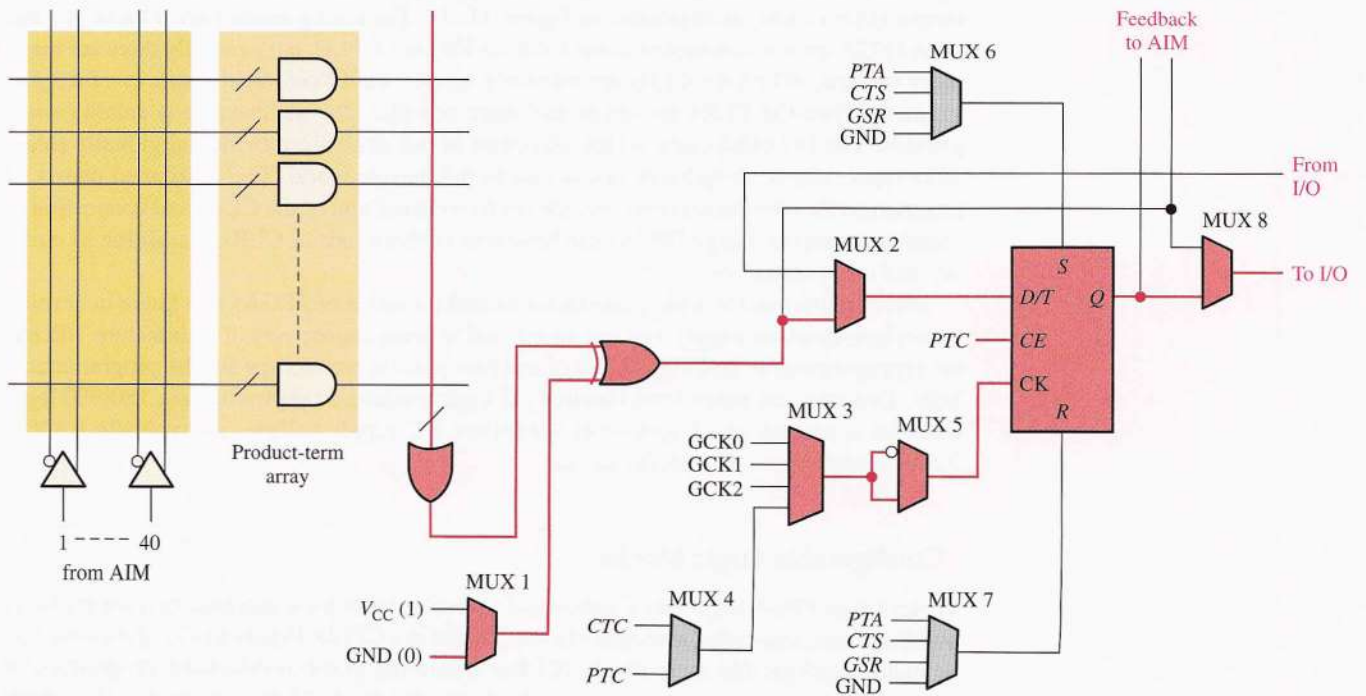 Feedback
to AIM
MUX 6
PTA
CTS
GSR
GND
From
I/O
MUX 8
MUX 2
To I/O
S
D/T
Q
PTC
CE
CK
R
MUX 3
MUX 5
GCK0
GCK1
GCK2
Product-term
array
1
40
from AIM
MUX 1
VCC (1)
GND (0)
MUX 4
CTC
PTC
MUX 7
PTA
CTS
GSR
GND